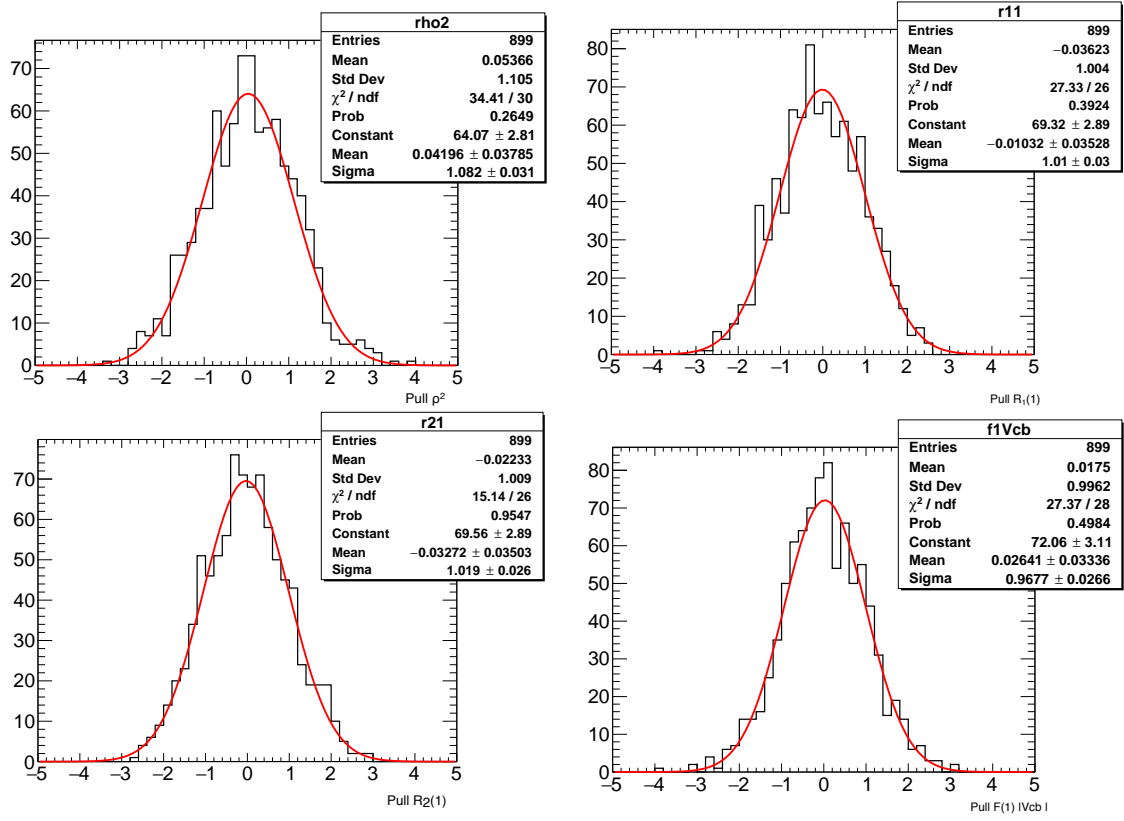 rho2
Entries 899
Mean 0.05366
Std Dev 1.105
χ² / ndf 34.41 / 30
Prob 0.2649
Constant 64.07 ± 2.81
Mean 0.04196 ± 0.03785
Sigma 1.082 ± 0.031
70
60
50
40
30
20
10
0
−5 −4 −3 −2 −1 0 1 2 3 4 5
Pull ρ²
r11
Entries 899
Mean −0.03623
Std Dev 1.004
χ² / ndf 27.33 / 26
Prob 0.3924
Constant 69.32 ± 2.89
Mean −0.01032 ± 0.03528
Sigma 1.01 ± 0.03
80
70
60
50
40
30
20
10
0
−5 −4 −3 −2 −1 0 1 2 3 4 5
Pull R₁(1)
r21
Entries 899
Mean −0.02233
Std Dev 1.009
χ² / ndf 15.14 / 26
Prob 0.9547
Constant 69.56 ± 2.89
Mean −0.03272 ± 0.03503
Sigma 1.019 ± 0.026
70
60
50
40
30
20
10
0
−5 −4 −3 −2 −1 0 1 2 3 4 5
Pull R2(1)
f1Vcb
Entries 899
Mean 0.0175
Std Dev 0.9962
χ² / ndf 27.37 / 28
Prob 0.4984
Constant 72.06 ± 3.11
Mean 0.02641 ± 0.03336
Sigma 0.9677 ± 0.0266
80
70
60
50
40
30
20
10
0
−5 −4 −3 −2 −1 0 1 2 3 4 5
Pull F(1) |Vcb |